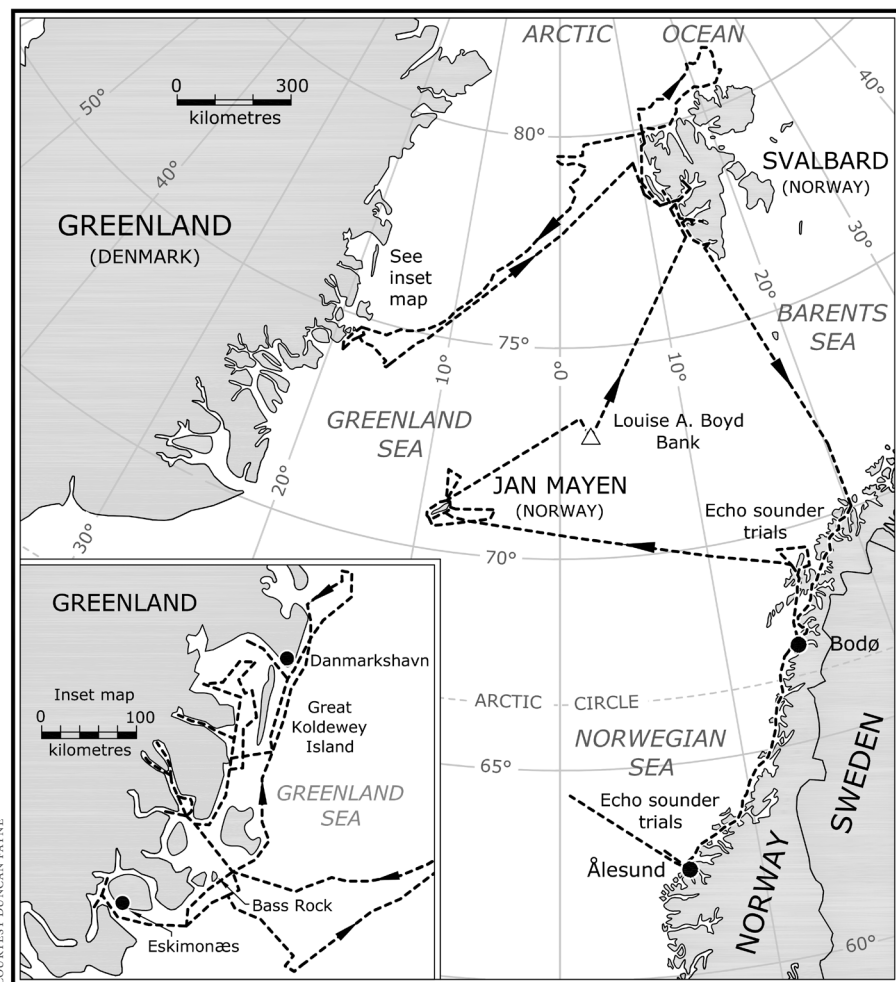 ARCTIC OCEAN
0 300
kilometres
50°
40°
80°
40°
SVALBARD
(NORWAY)
GREENLAND
(DENMARK)
See
inset
map
30°
20°
BARENTS
SEA
75°
10°
0°
10°
GREENLAND
SEA
Louise A. Boyd
Bank
20°
JAN MAYEN
(NORWAY)
Echo sounder
trials
30°
70°
Bodø
ARCTIC CIRCLE
NORWEGIAN
SEA
65°
SWEDEN
Echo sounder
trials
Ålesund
NORWAY
60°
GREENLAND
Danmarkshavn
Inset map
0 100
kilometres
Great
Koldewey
Island
GREENLAND
SEA
Bass Rock
Eskimonæs
COURTESY DUNCAN PAYNE